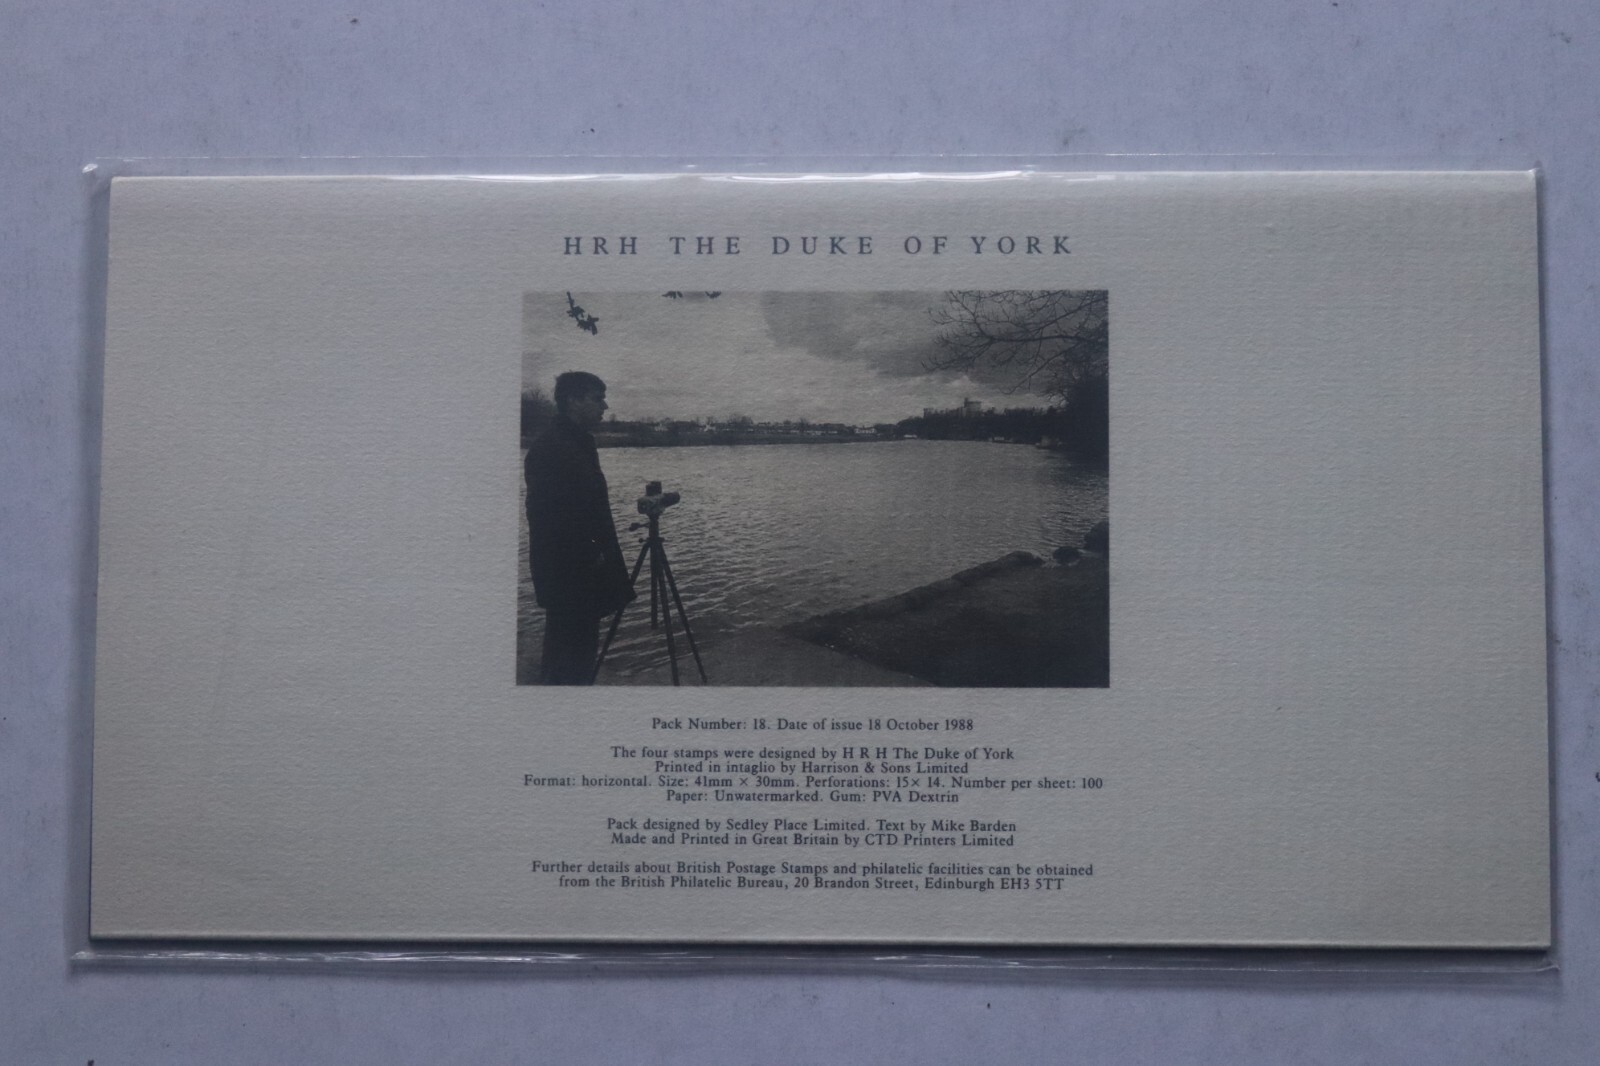 HRH THE DUKE OF YORK
Pack Number: 18. Date of issue 18 October 1988
The four stamps were designed by H R H The Duke of York
Printed in intaglio by Harrison & Sons Limited
Format: horizontal. Size: 41mm × 30mm. Perforations: 15× 14. Number per sheet: 100
Paper: Unwatermarked. Gum: PVA Dextrin
Pack designed by Sedley Place Limited. Text by Mike Barden
Made and Printed in Great Britain by CTD Printers Limited
Further details about British Postage Stamps and philatelic facilities can be obtained
from the British Philatelic Bureau, 20 Brandon Street, Edinburgh EH3 5TT